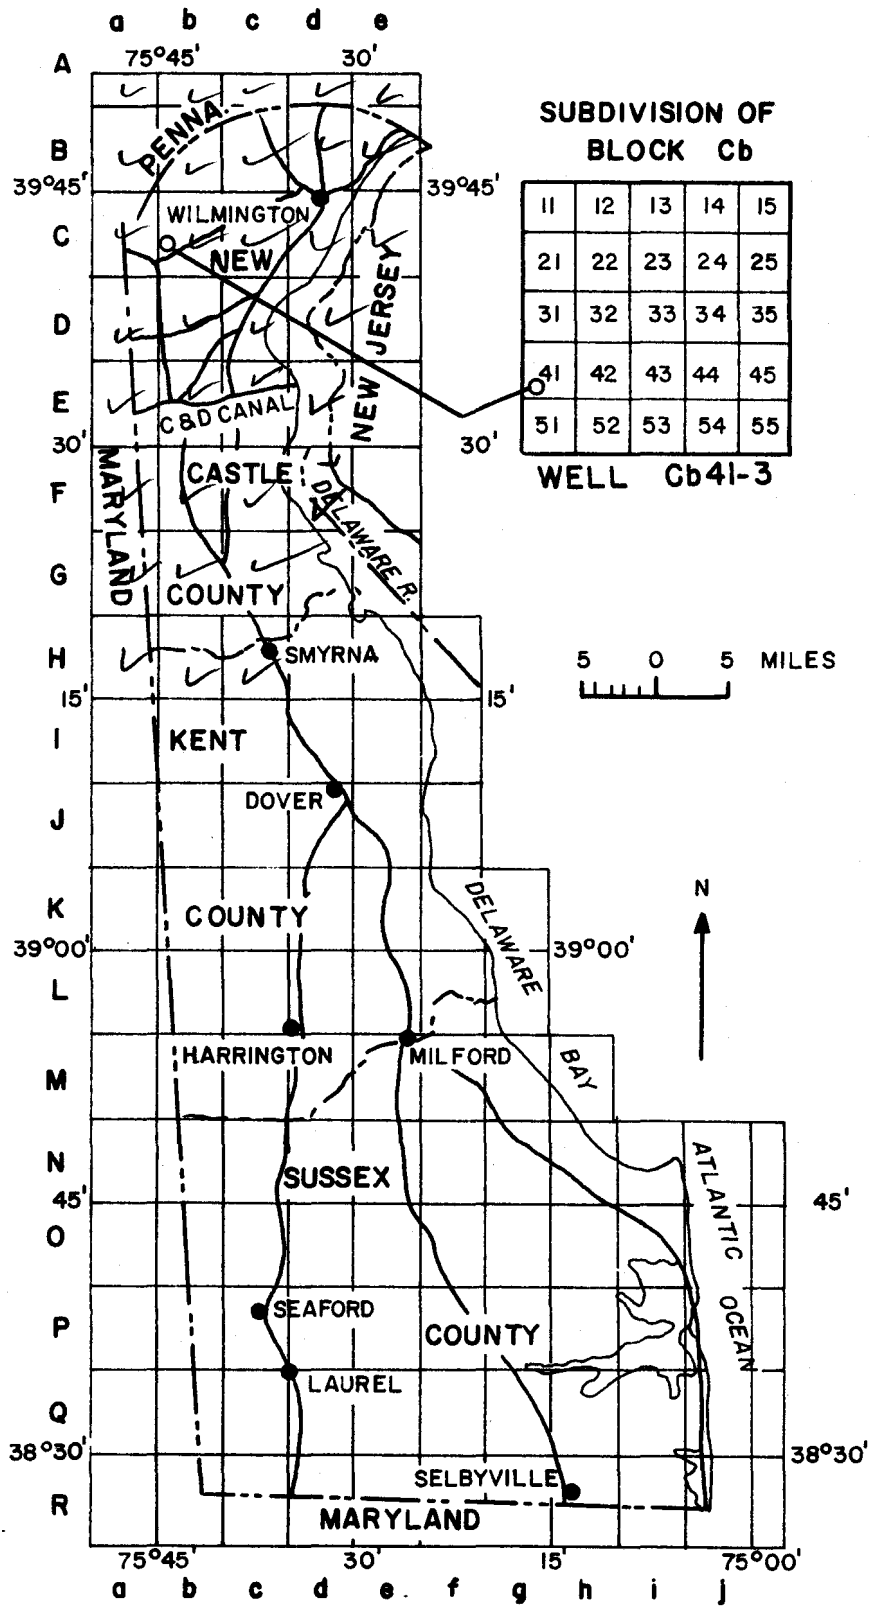 a b c d e
75°45' 30'
A
PENNA.
B
39°45' 39°45'
WILMINGTON
C
NEW
NEW JERSEY
D
E
C & D CANAL
30' 30'
MARYLAND
CASTLE
F
DELAWARE R.
G
COUNTY
H
SMYRNA
15' 15'
I
KENT
DOVER
J
K
COUNTY
DELAWARE
39°00' 39°00'
L
HARRINGTON
MILFORD
BAY
M
N
SUSSEX
ATLANTIC
45' 45'
O
OCEAN
SEAFORD
P
COUNTY
LAUREL
Q
38°30' 38°30'
SELBYVILLE
R
MARYLAND
75°45' 30' 15' 75°00'
a b c d e. f g h i j
SUBDIVISION OF
BLOCK Cb
11 12 13 14 15
21 22 23 24 25
31 32 33 34 35
41 42 43 44 45
51 52 53 54 55
WELL Cb41-3
5 0 5 MILES
N